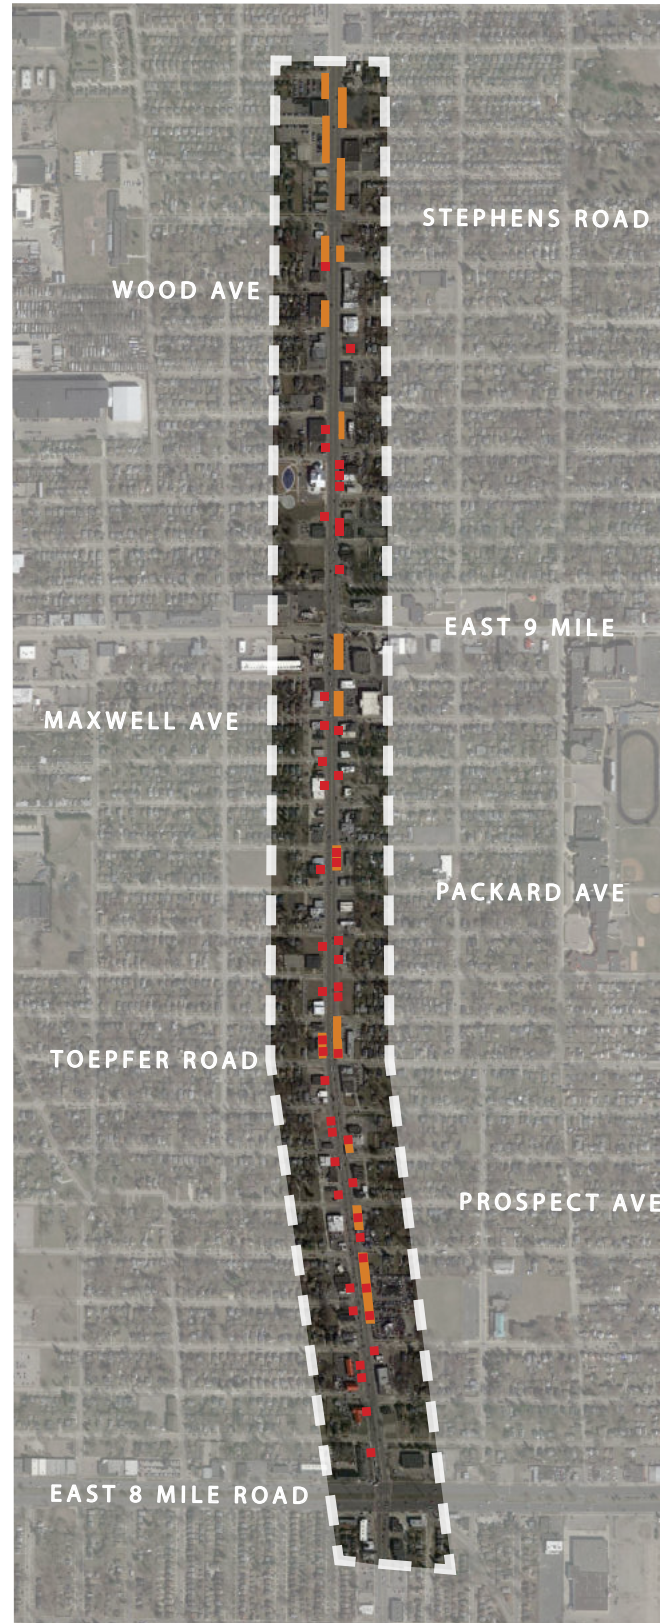 STEPHENS ROAD
WOOD AVE
EAST 9 MILE
MAXWELL AVE
PACKARD AVE
TOEPFER ROAD
PROSPECT AVE
EAST 8 MILE ROAD